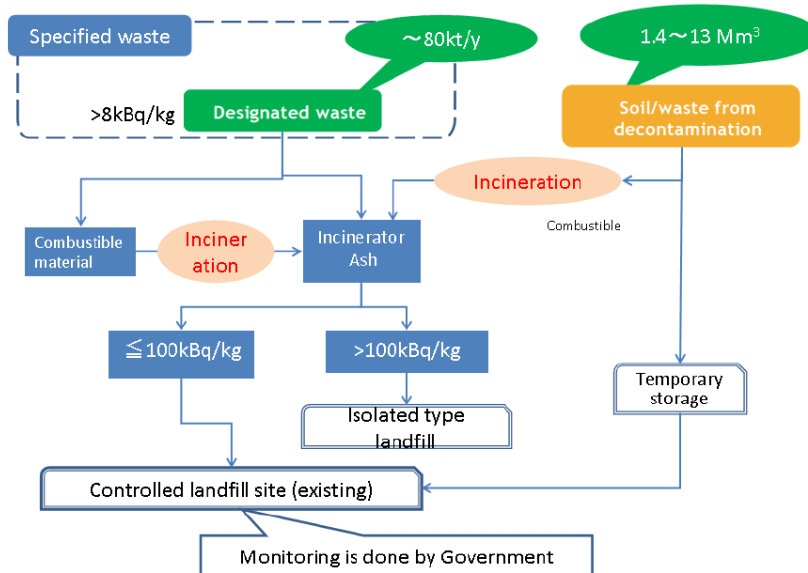 Specified waste
～80kt/y
1.4～13 Mm³
>8kBq/kg
Designated waste
Soil/waste from
decontamination
Incineration
Combustible
Combustible
material
Inciner
ation
Incinerator
Ash
≦100kBq/kg
>100kBq/kg
Temporary
storage
Isolated type
landfill
Controlled landfill site (existing)
Monitoring is done by Government